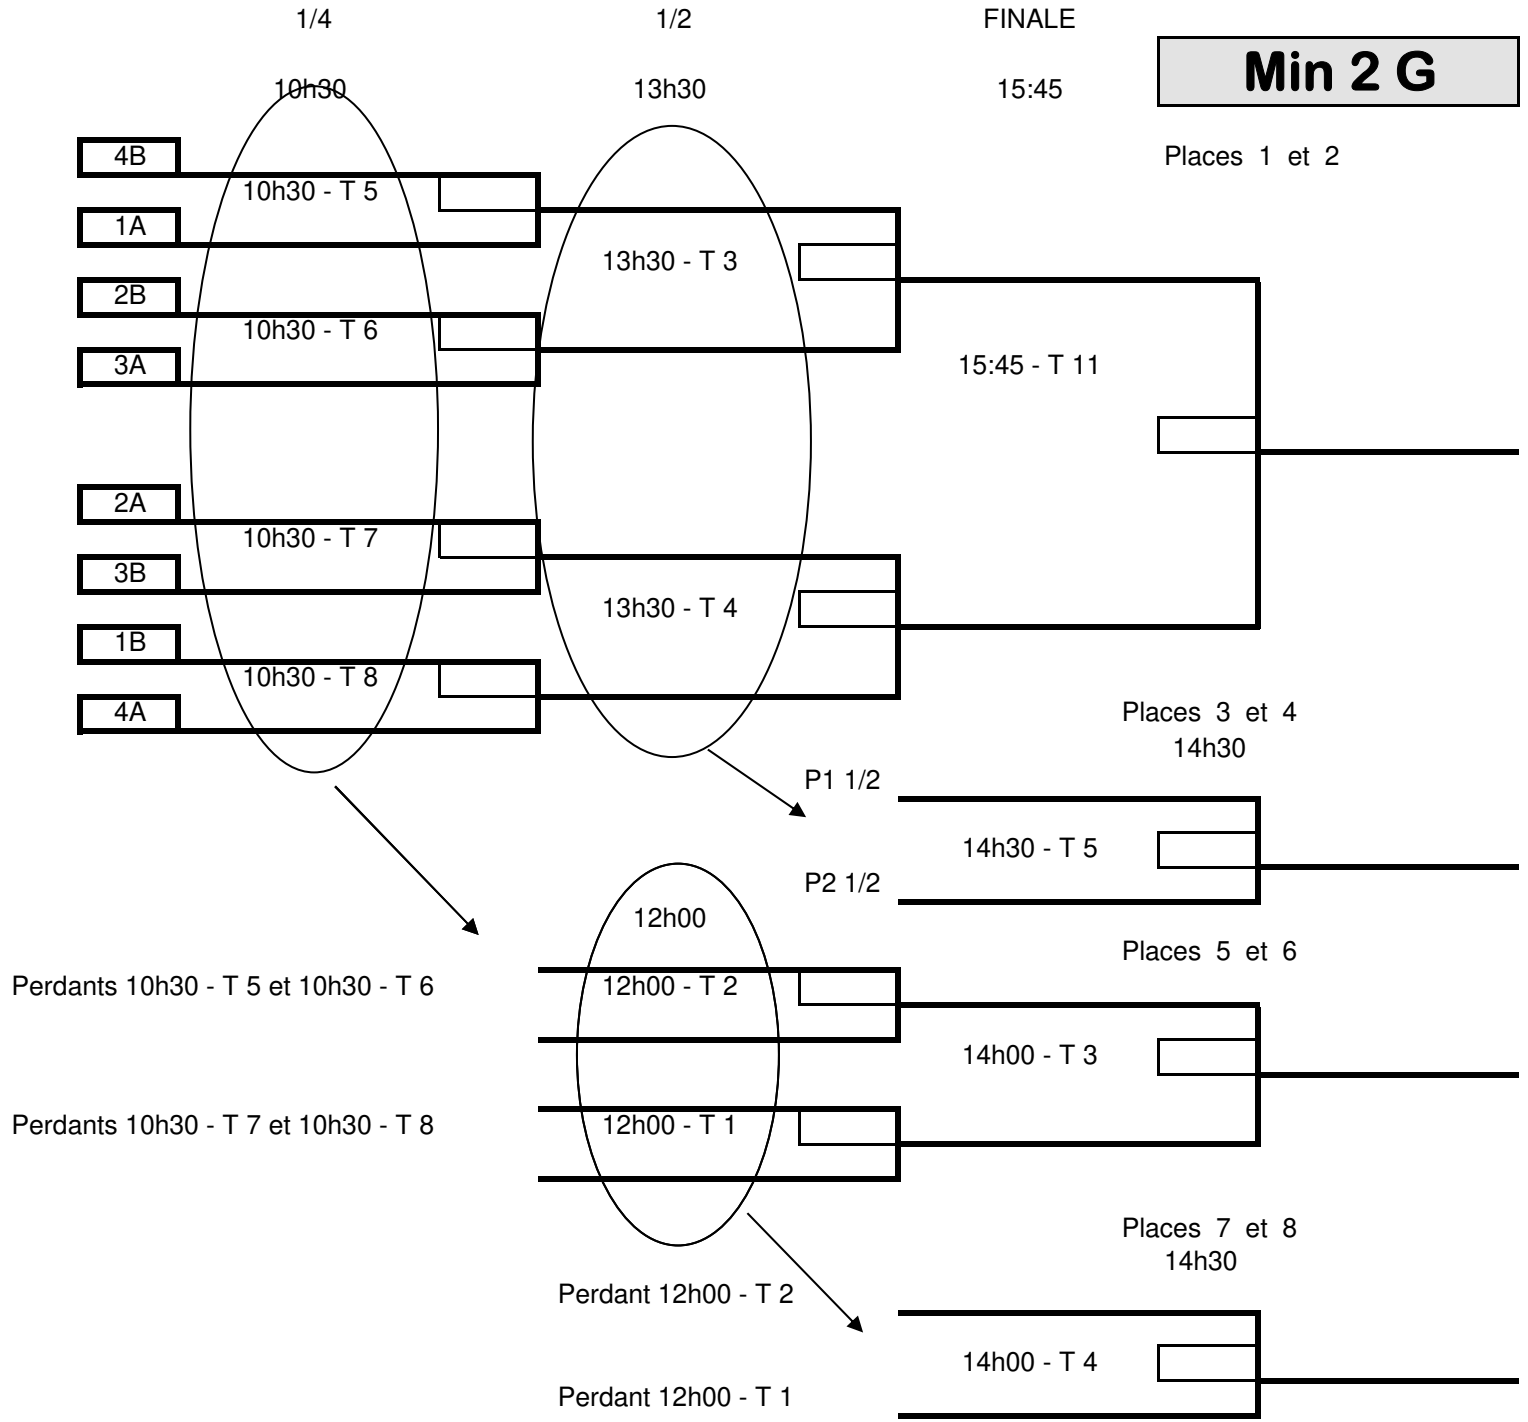 1/4 1/2 FINALE
Min 2 G
10h30 13h30 15:45
4B Places 1 et 2
10h30 - T 5
1A
13h30 - T 3
2B
10h30 - T 6
3A 15:45 - T 11
2A
10h30 - T 7
3B
13h30 - T 4
1B
10h30 - T 8
4A Places 3 et 4
14h30
P1 1/2
14h30 - T 5
P2 1/2
12h00
Places 5 et 6
Perdants 10h30 - T 5 et 10h30 - T 6 12h00 - T 2
14h00 - T 3
Perdants 10h30 - T 7 et 10h30 - T 8 12h00 - T 1
Places 7 et 8
14h30
Perdant 12h00 - T 2
14h00 - T 4
Perdant 12h00 - T 1